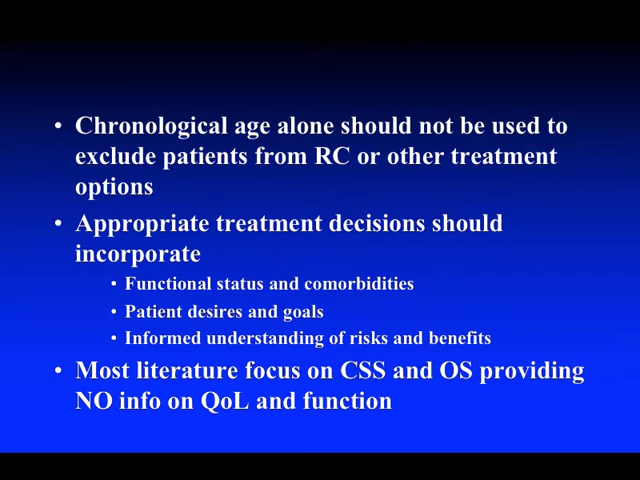 • Chronological age alone should not be used to
exclude patients from RC or other treatment
options
• Appropriate treatment decisions should
incorporate
• Functional status and comorbidities
• Patient desires and goals
• Informed understanding of risks and benefits
• Most literature focus on CSS and OS providing
NO info on QoL and function